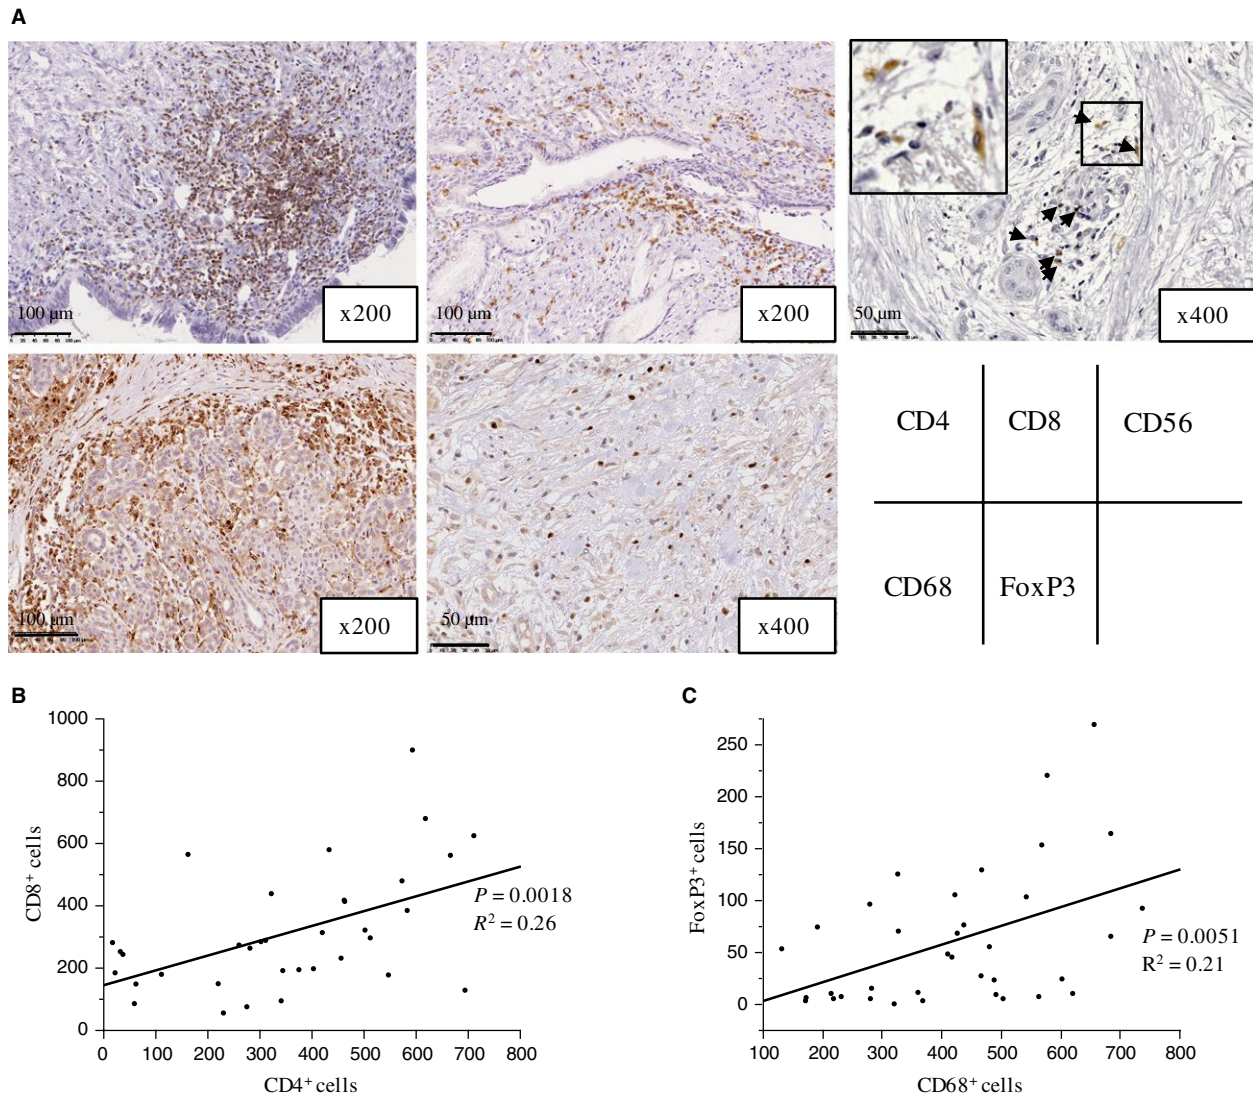 A
100 μm
x200
100 μm
x200
50 μm
x400
100 μm
x200
50 μm
x400
CD4 CD8 CD56
CD68 FoxP3
B
1000
800
600
400
200
0
CD8+ cells
P = 0.0018
R² = 0.26
0 100 200 300 400 500 600 700 800
CD4+ cells
C
250
200
150
100
50
0
FoxP3+ cells
P = 0.0051
R² = 0.21
100 200 300 400 500 600 700 800
CD68+ cells